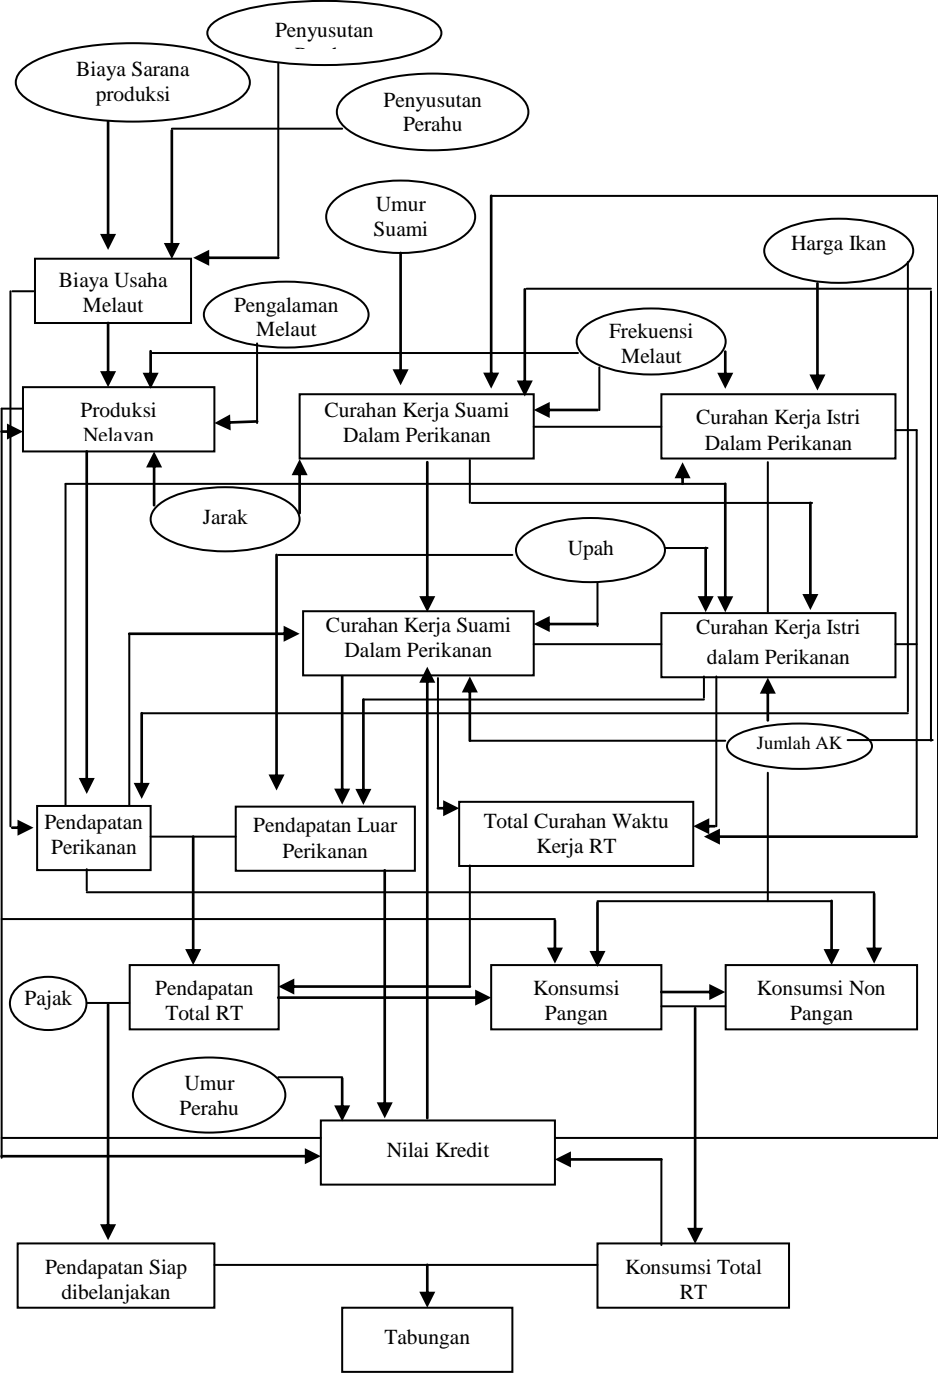 Penyusutan
Biaya Sarana
produksi
Penyusutan
Perahu
Umur
Suami
Harga Ikan
Biaya Usaha
Melaut
Pengalaman
Melaut
Frekuensi
Melaut
Produksi
Nelayan
Curahan Kerja Suami
Dalam Perikanan
Curahan Kerja Istri
Dalam Perikanan
Jarak
Upah
Curahan Kerja Suami
Dalam Perikanan
Curahan Kerja Istri
dalam Perikanan
Jumlah AK
Pendapatan
Perikanan
Pendapatan Luar
Perikanan
Total Curahan Waktu
Kerja RT
Pajak
Pendapatan
Total RT
Konsumsi
Pangan
Konsumsi Non
Pangan
Umur
Perahu
Nilai Kredit
Pendapatan Siap
dibelanjakan
Konsumsi Total
RT
Tabungan